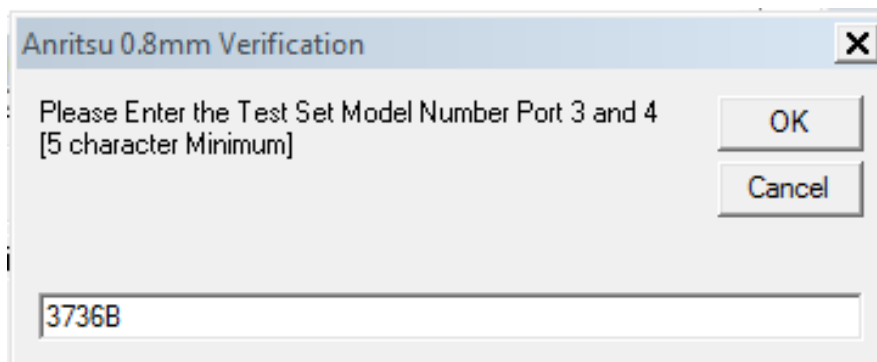 Anritsu 0.8mm Verification
Please Enter the Test Set Model Number Port 3 and 4
[5 character Minimum]
OK
Cancel
3736B